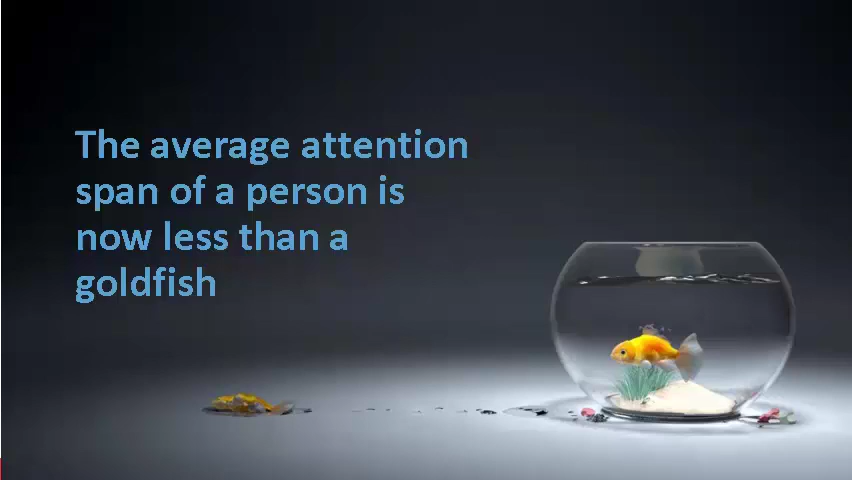 The average attention
span of a person is
now less than a
goldfish